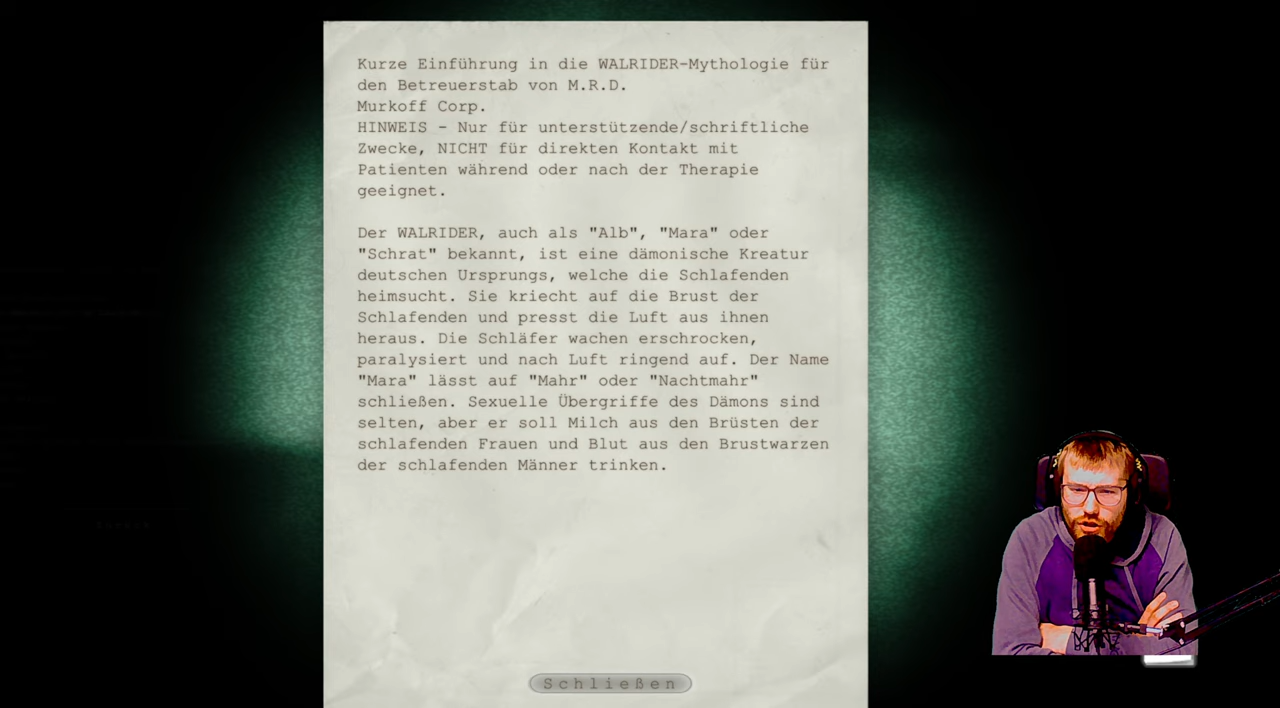 Kurze Einführung in die WALRIDER-Mythologie für
den Betreuerstab von M.R.D.
Murkoff Corp.
HINWEIS - Nur für unterstützende/schriftliche
Zwecke, NICHT für direkten Kontakt mit
Patienten während oder nach der Therapie
geeignet.
Der WALRIDER, auch als "Alb", "Mara" oder
"Schrat" bekannt, ist eine dämonische Kreatur
deutschen Ursprungs, welche die Schlafenden
heimsucht. Sie kriecht auf die Brust der
Schlafenden und presst die Luft aus ihnen
heraus. Die Schläfer wachen erschrocken,
paralysiert und nach Luft ringend auf. Der Name
"Mara" lässt auf "Mahr" oder "Nachtmahr"
schließen. Sexuelle Übergriffe des Dämons sind
selten, aber er soll Milch aus den Brüsten der
schlafenden Frauen und Blut aus den Brustwarzen
der schlafenden Männer trinken.
Schließen